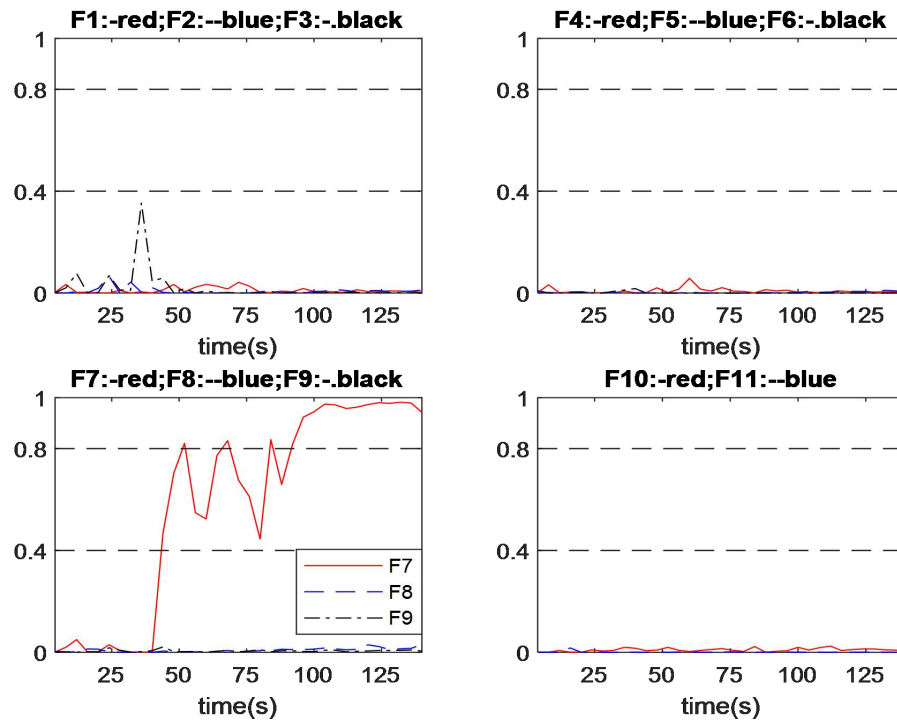 F1:-red;F2:--blue;F3:-.black
1
0.8
0.4
0
25 50 75 100 125
time(s)
F4:-red;F5:--blue;F6:-.black
1
0.8
0.4
0
25 50 75 100 125
time(s)
F7:-red;F8:--blue;F9:-.black
1
0.8
0.4
0
F7
F8
F9
25 50 75 100 125
time(s)
F10:-red;F11:--blue
1
0.8
0.4
0
25 50 75 100 125
time(s)